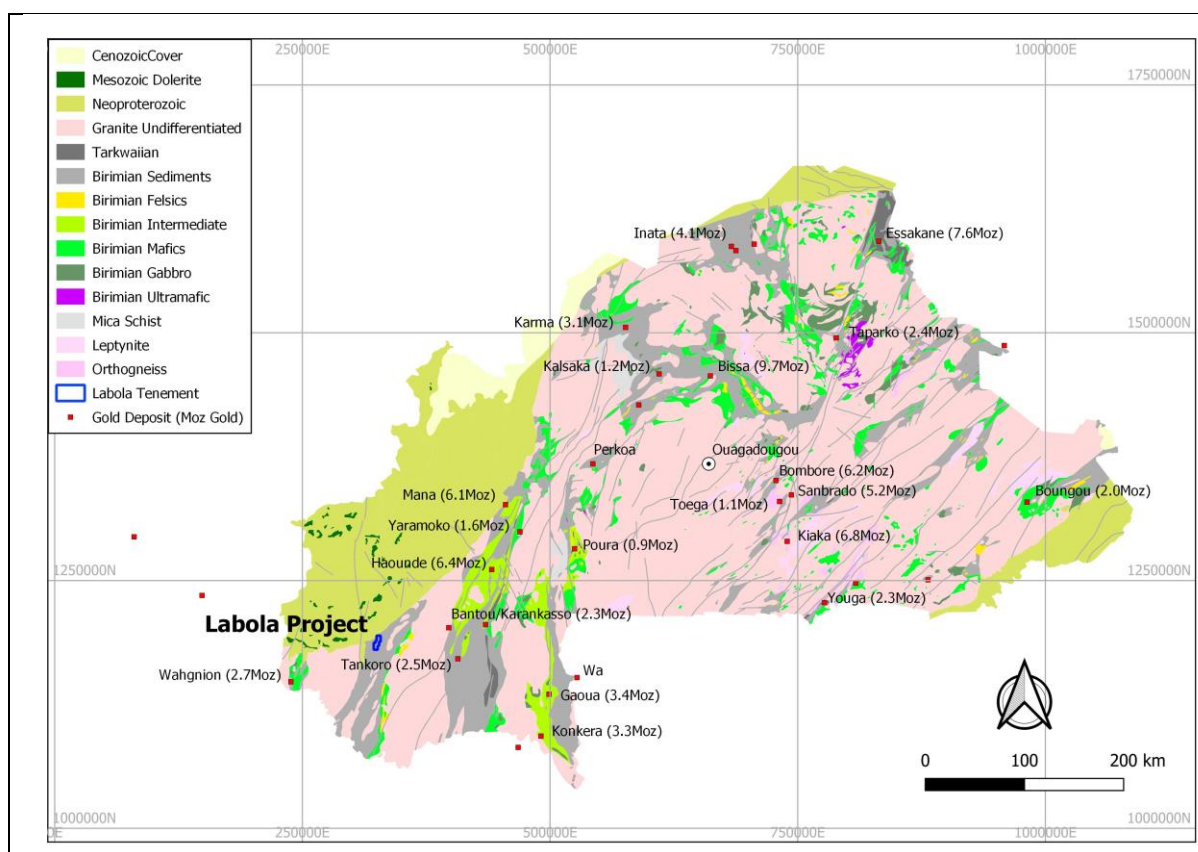 250000E
500000E
750000E
1000000E
CenozoicCover
Mesozoic Dolerite
Neoproterozoic
Granite Undifferentiated
Tarkwaiian
Birimian Sediments
Birimian Felsics
Birimian Intermediate
Birimian Mafics
Birimian Gabbro
Birimian Ultramafic
Mica Schist
Leptynite
Orthogneiss
Labola Tenement
Gold Deposit (Moz Gold)
1750000N
Inata (4.1Moz)
Essakane (7.6Moz)
Karma (3.1Moz)
1500000N
Taparko (2.4Moz)
Kalsaka (1.2Moz)
Bissa (9.7Moz)
Perkoa
Ouagadougou
Bombore (6.2Moz)
Mana (6.1Moz)
Toega (1.1Moz)
Sanbrado (5.2Moz)
Boungou (2.0Moz)
Yaramoko (1.6Moz)
Kiaka (6.8Moz)
Poura (0.9Moz)
Haounde (6.4Moz)
1250000N
1250000N
Youga (2.3Moz)
Bantou/Karankasso (2.3Moz)
Labola Project
Tankoro (2.5Moz)
Wahgnion (2.7Moz)
Wa
Gaoua (3.4Moz)
Konkera (3.3Moz)
0 100 200 km
1000000N
1000000N
0E
250000E
500000E
750000E
1000000E